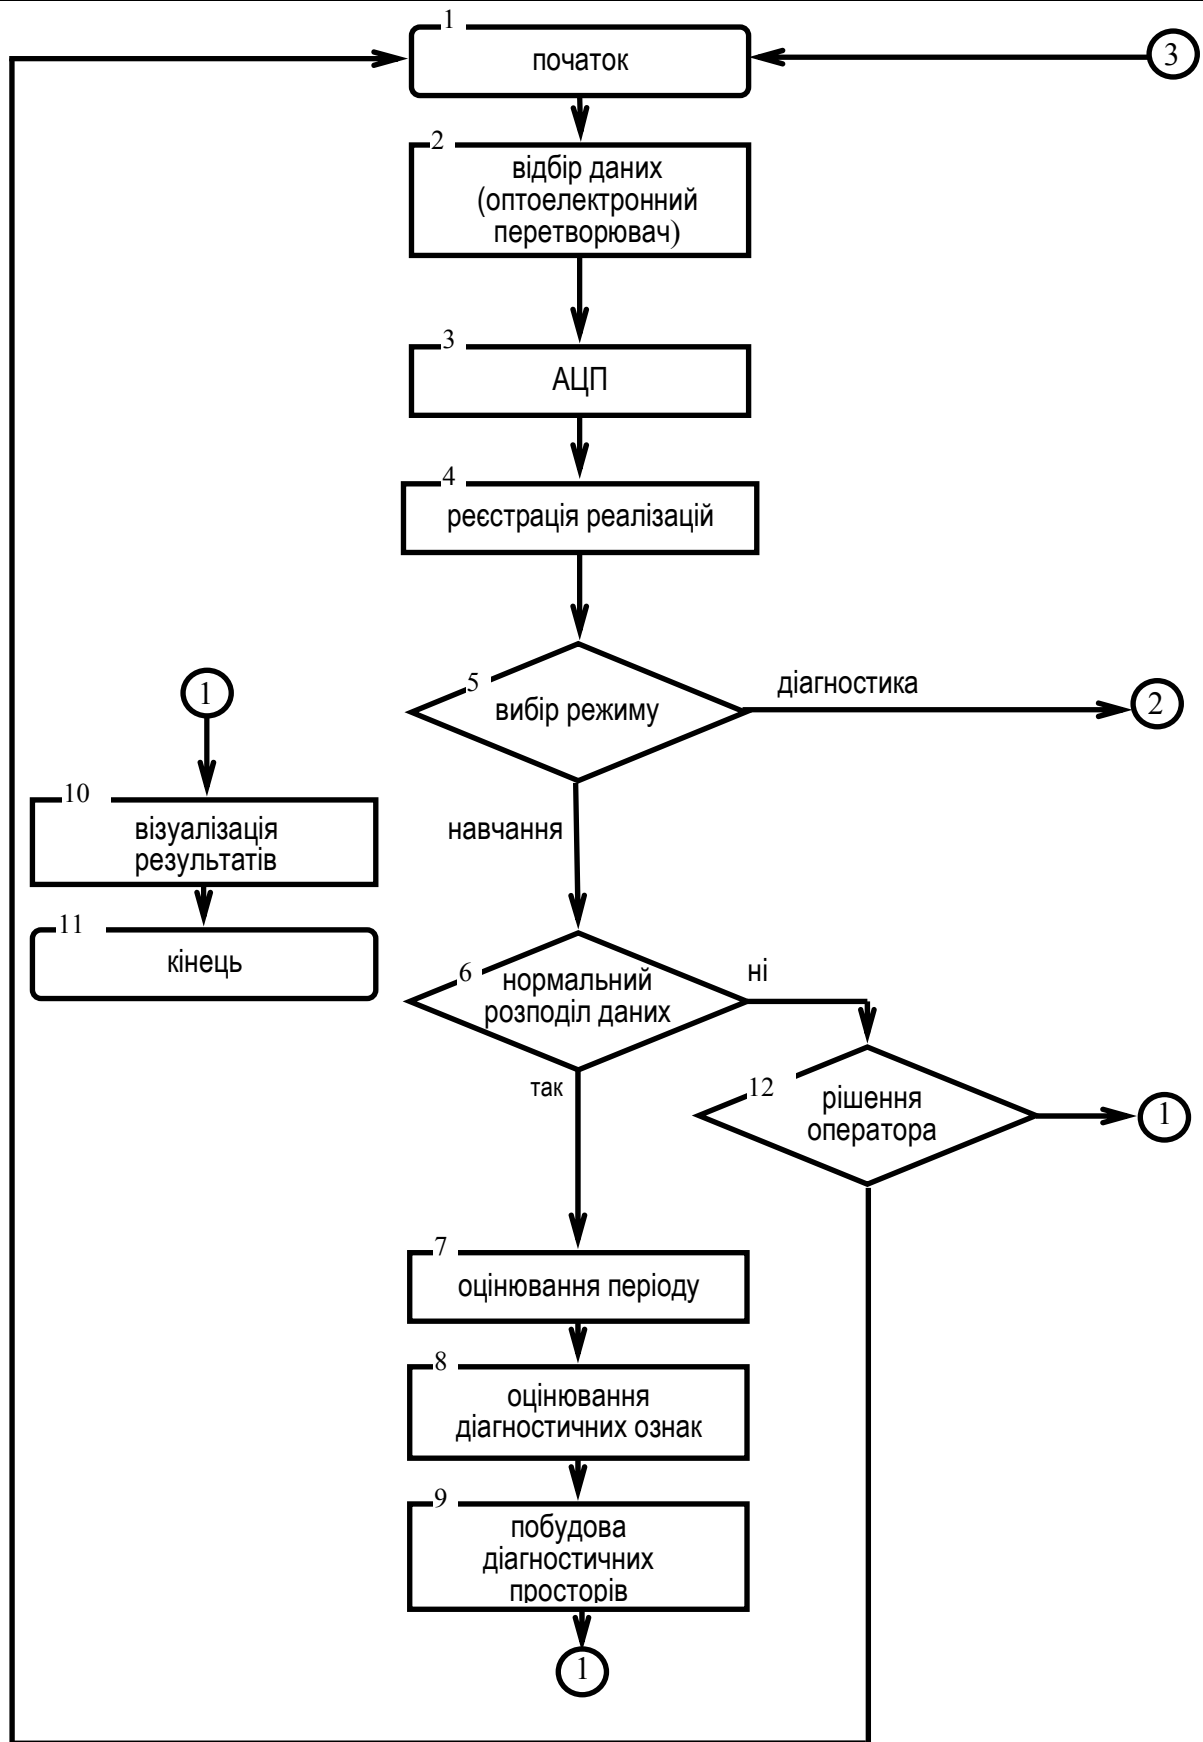 1
початок
3
2
відбір даних
(оптоелектронний
перетворювач)
3
АЦП
4
реєстрація реалізацій
5
вибір режиму
діагностика
2
1
10
візуалізація
результатів
навчання
11
кінець
6
нормальний
розподіл даних
ні
так
12
рішення
оператора
1
7
оцінювання періоду
8
оцінювання
діагностичних ознак
9
побудова
діагностичних
просторів
1